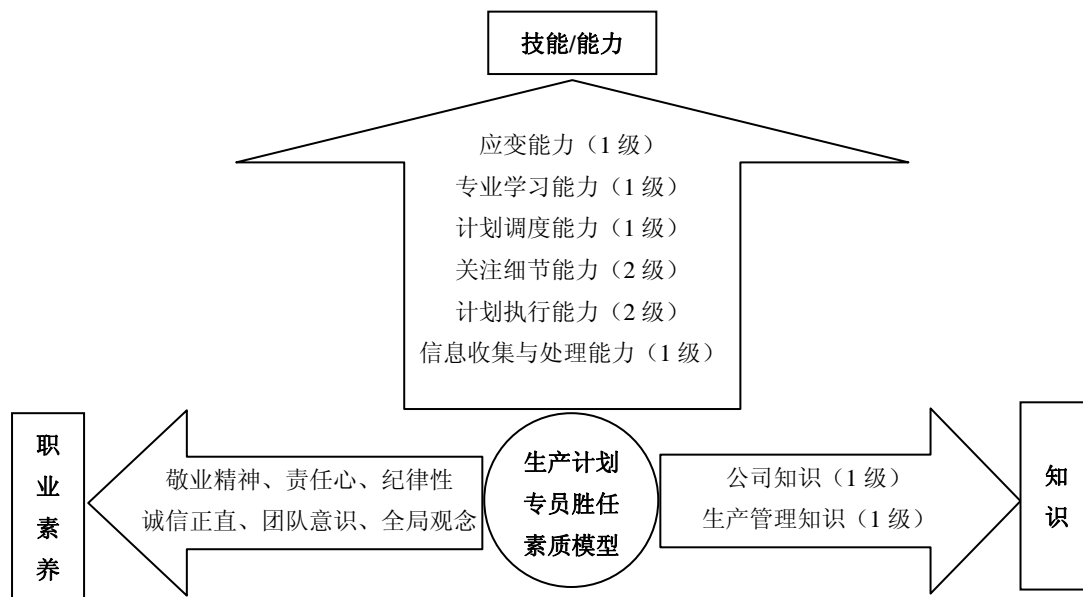 技能/能力
应变能力（1 级）
专业学习能力（1 级）
计划调度能力（1 级）
关注细节能力（2 级）
计划执行能力（2 级）
信息收集与处理能力（1 级）
职业素养
敬业精神、责任心、纪律性
诚信正直、团队意识、全局观念
生产计划
专员胜任
素质模型
公司知识（1 级）
生产管理知识（1 级）
知识